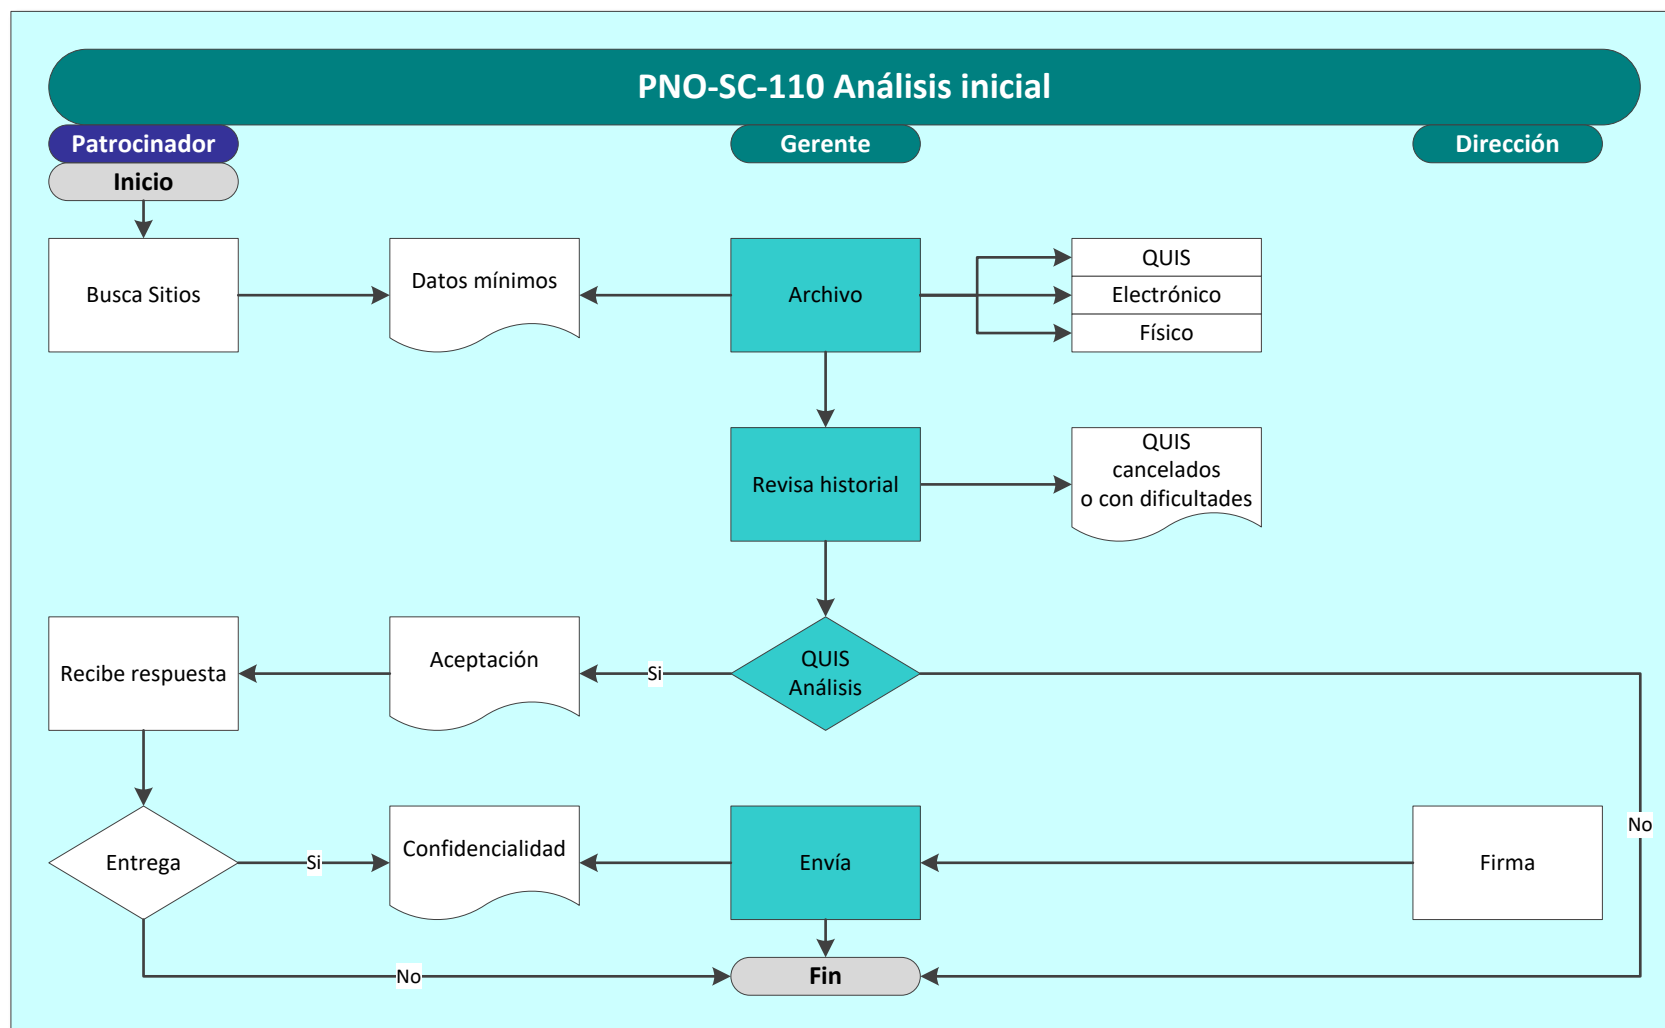 PNO-SC-110 Análisis inicial
Patrocinador
Gerente
Dirección
Inicio
Busca Sitios
Datos mínimos
Archivo
QUIS
Electrónico
Físico
Revisa historial
QUIS
cancelados
o con dificultades
Recibe respuesta
Aceptación
Si
QUIS
Análisis
No
Entrega
Si
Confidencialidad
Envía
Firma
No
Fin